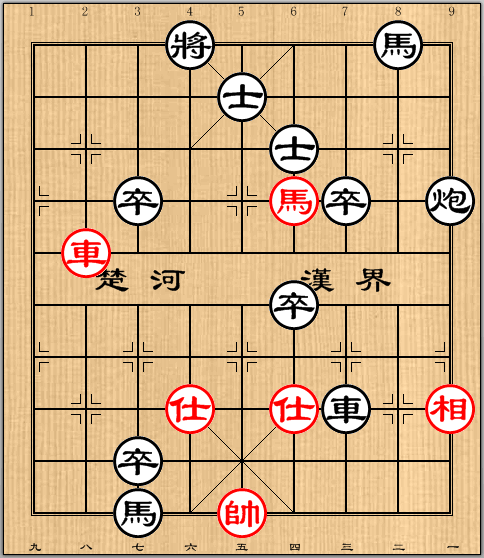 1 2 3 4 5 6 7 8 9
將 馬
士
士
卒 馬 卒 炮
車
楚河 漢界
卒
仕 仕 車 相
卒
馬 帥
九 八 七 六 五 四 三 二 一